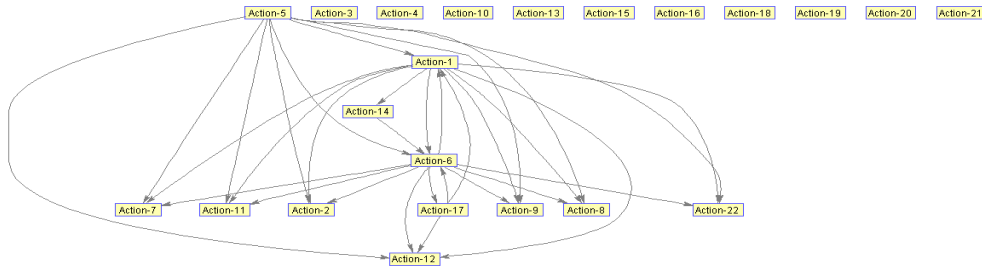 Action-5 Action-3 Action-4 Action-10 Action-13 Action-15 Action-16 Action-18 Action-19 Action-20 Action-21
Action-1
Action-14
Action-6
Action-7 Action-11 Action-2 Action-17 Action-9 Action-8 Action-22
Action-12